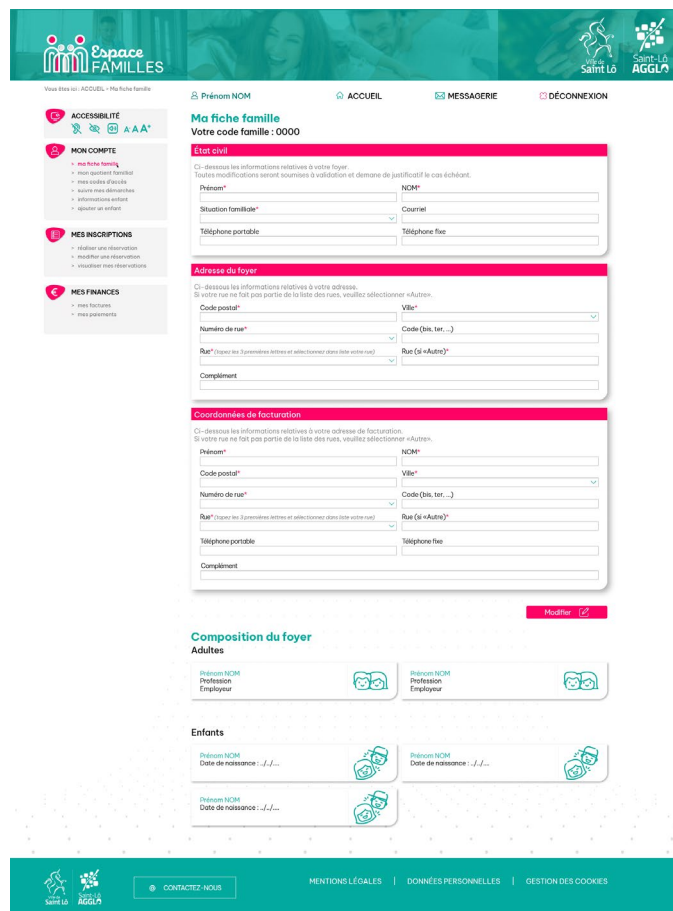 Espace
FAMILLES
Ville de
Saint Lô
Saint-Lô
AGGLO
Vous êtes ici : ACCUEIL > Ma fiche famille
Prénom NOM
ACCUEIL
MESSAGERIE
DÉCONNEXION
ACCESSIBILITÉ
A A A+
MON COMPTE
» ma fiche famille
» mon quotient familial
» mes codes d'accès
» suivre mes démarches
» informations enfant
» ajouter un enfant
MES INSCRIPTIONS
» réaliser une réservation
» modifier une réservation
» visualiser mes réservations
€
MES FINANCES
» mes factures
» mes paiements
Ma fiche famille
Votre code famille : 0000
État civil
Ci-dessous les informations relatives à votre foyer.
Toutes modifications seront soumises à validation et demane de justificatif le cas échéant.
Prénom*
NOM*
Situation familliale*
Courriel
Téléphone portable
Téléphone fixe
Adresse du foyer
Ci-dessous les informations relatives à votre adresse.
Si votre rue ne fait pas partie de la liste des rues, veuillez sélectionner «Autre».
Code postal*
Ville*
Numéro de rue*
Code (bis, ter, ...)
Rue* (tapez les 3 premières lettres et sélectionnez dans liste votre rue)
Rue (si «Autre)*
Complément
Coordonnées de facturation
Ci-dessous les informations relatives à votre adresse de facturation.
Si votre rue ne fait pas partie de la liste des rues, veuillez sélectionner «Autre».
Prénom*
NOM*
Code postal*
Ville*
Numéro de rue*
Code (bis, ter, ...)
Rue* (tapez les 3 premières lettres et sélectionnez dans liste votre rue)
Rue (si «Autre)*
Téléphone portable
Téléphone fixe
Complément
Modifier
Composition du foyer
Adultes
Prénom NOM
Profession
Employeur
Prénom NOM
Profession
Employeur
Enfants
Prénom NOM
Date de naissance : ../../....
Prénom NOM
Date de naissance : ../../....
Prénom NOM
Date de naissance : ../../....
Ville de
Saint Lô
Saint-Lô
AGGLO
@ CONTACTEZ-NOUS
MENTIONS LÉGALES | DONNÉES PERSONNELLES | GESTION DES COOKIES